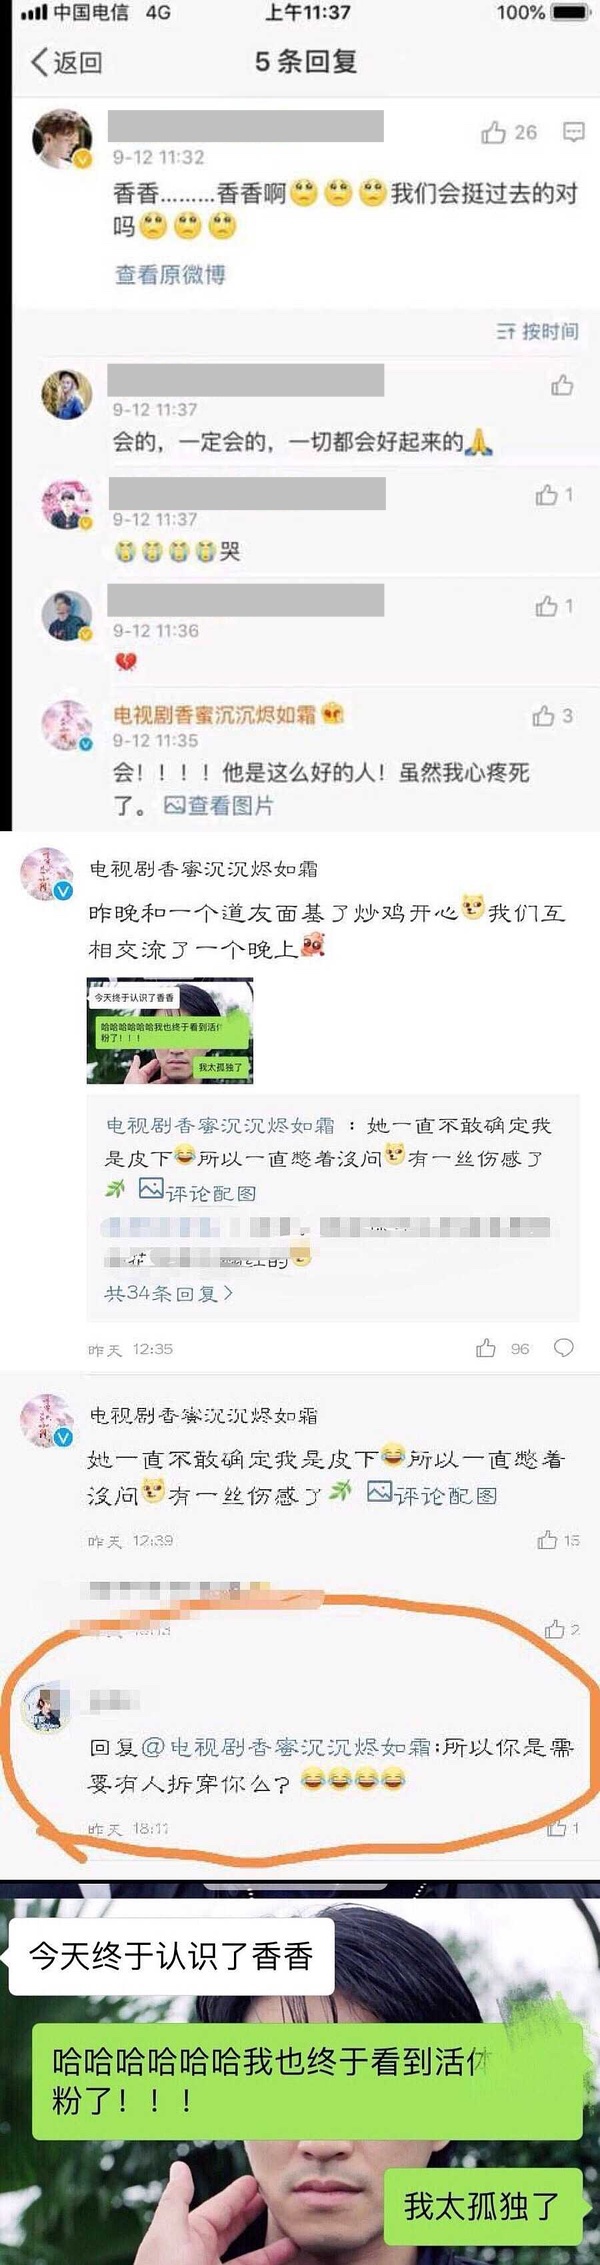 中国电信 4G 上午11:37 100%
返回 5 条回复
26
9-12 11:32
香香………香香啊🥺🥺🥺我们会挺过去的对
吗🥺🥺🥺
查看原微博
按时间
9-12 11:37
会的，一定会的，一切都会好起来的🙏
1
9-12 11:37
😭😭😭😭哭
1
9-12 11:36
💔
电视剧香蜜沉沉烬如霜
3
9-12 11:35
会！！！！他是这么好的人！虽然我心疼死
了。查看图片
电视剧香蜜沉沉烬如霜
昨晚和一个道友面基了炒鸡开心我们互
相交流了一个晚上
今天终于认识了香香
哈哈哈哈哈哈我也终于看到活
粉了！！！
我太孤独了
电视剧香蜜沉沉烬如霜：她一直不敢确定我
是皮下😂所以一直憋着沒问有一丝伤感了
评论配图
的
共34条回复>
昨天 12:35 96
电视剧香蜜沉沉烬如霜
她一直不敢确定我是皮下😂所以一直憋着
沒问有一丝伤感了 评论配图
昨天 12:39 15
2
回复@电视剧香蜜沉沉烬如霜:所以你是需
要有人拆穿你么？😂😂😂😂
昨天 18:11 1
今天终于认识了香香
哈哈哈哈哈哈我也终于看到活
粉了！！！
我太孤独了